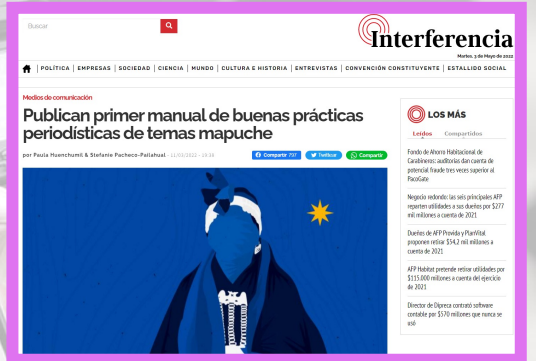 Buscar
Interferencia
Martes, 3 de Mayo de 2022
POLÍTICA | EMPRESAS | SOCIEDAD | CIENCIA | MUNDO | CULTURA E HISTORIA | ENTREVISTAS | CONVENCIÓN CONSTITUYENTE | ESTALLIDO SOCIAL
Medios de comunicación
Publican primer manual de buenas prácticas
periodísticas de temas mapuche
por Paula Huenchumil & Stefanie Pacheco-Pailahual
Compartir 737
Twittear
Compartir
LOS MÁS
Leídos Compartidos
Fondo de Ahorro Habitacional de
Carabineros: auditorías dan cuenta de
potencial fraude tres veces superior al
PacoGate
Negocio redondo: las seis principales AFP
reparten utilidades a sus dueños por $277
mil millones a cuenta de 2021
Dueños de AFP Provida y PlanVital
proponen retirar $54,2 mil millones a
cuenta de 2021
AFP Habitat pretende retirar utilidades por
$115.000 millones a cuenta del ejercicio
de 2021
Director de Dipreca contrató software
contable por $570 millones que nunca se
usó